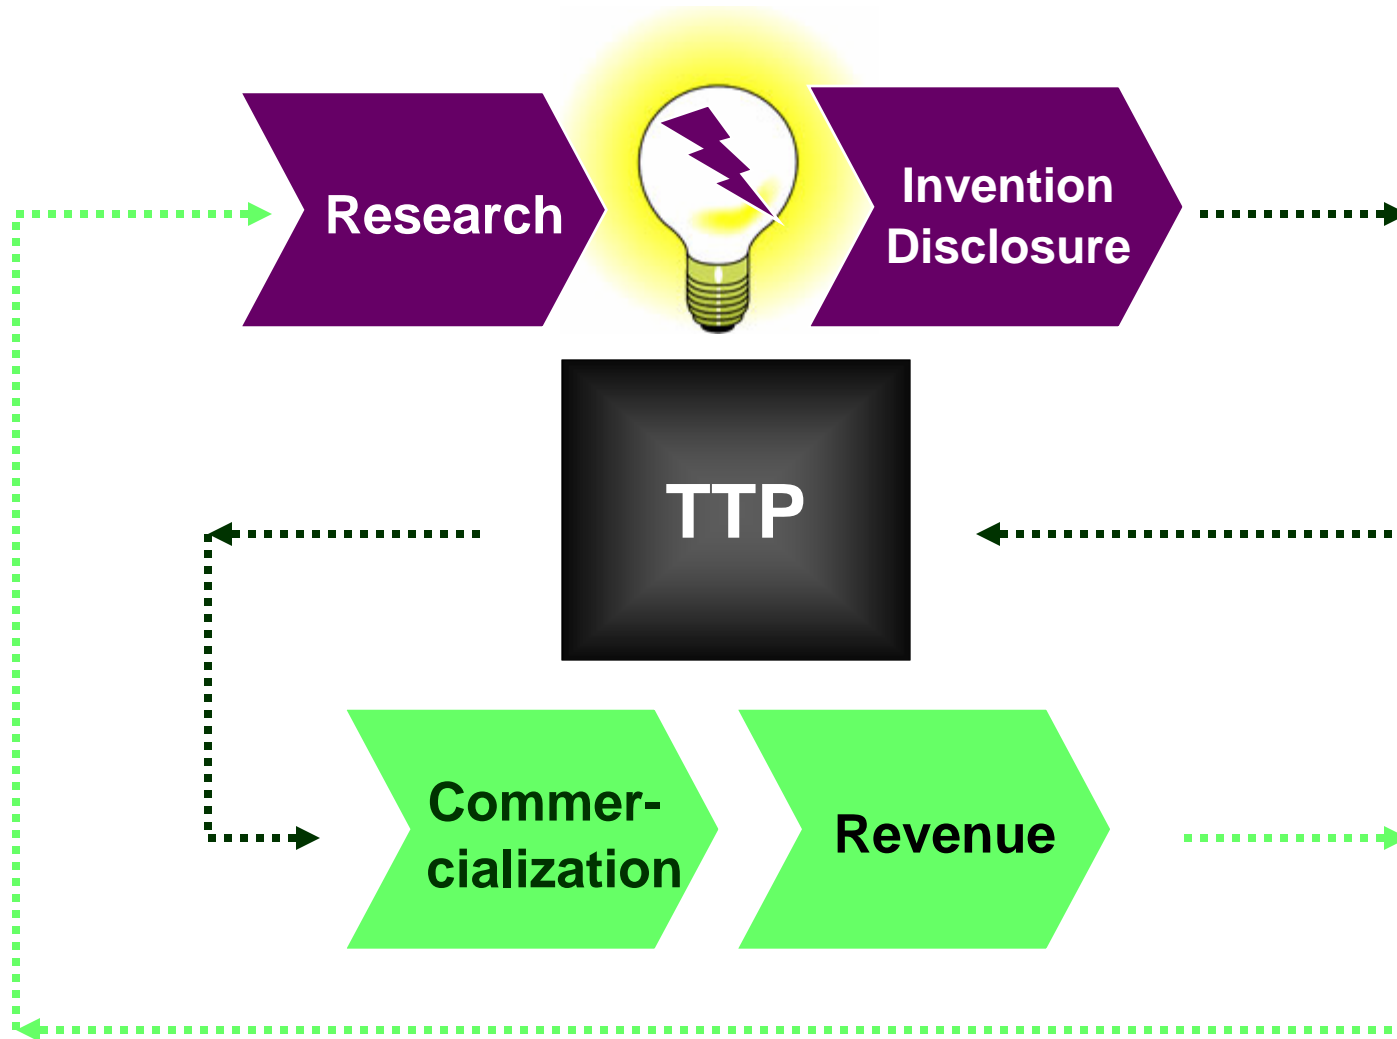 Research
Invention
Disclosure
TTP
Commer-
cialization
Revenue